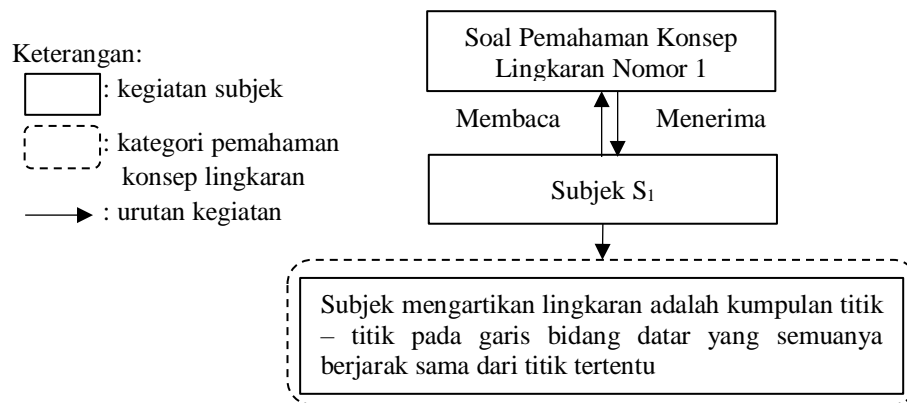 Keterangan:
: kegiatan subjek
: kategori pemahaman
konsep lingkaran
: urutan kegiatan
Soal Pemahaman Konsep
Lingkaran Nomor 1
Membaca
Menerima
Subjek S₁
Subjek mengartikan lingkaran adalah kumpulan titik
– titik pada garis bidang datar yang semuanya
berjarak sama dari titik tertentu